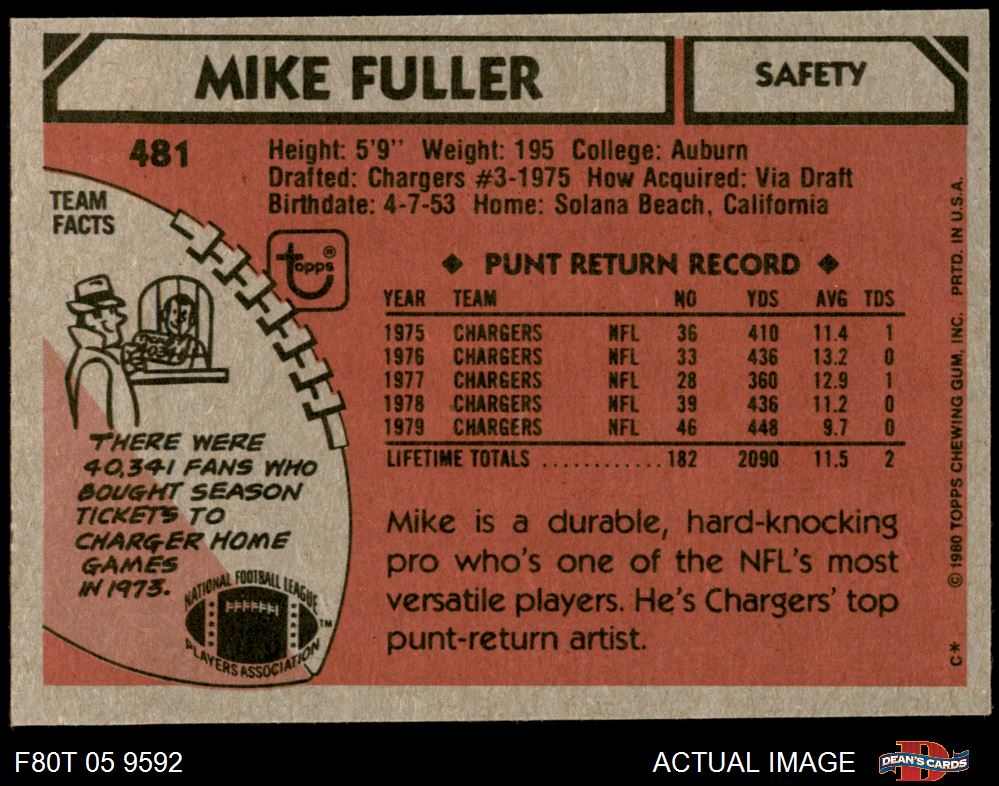 MIKE FULLER
SAFETY
481
Height: 5'9" Weight: 195 College: Auburn
Drafted: Chargers #3-1975 How Acquired: Via Draft
Birthdate: 4-7-53 Home: Solana Beach, California
TEAM
FACTS
topps®
THERE WERE
40,341 FANS WHO
BOUGHT SEASON
TICKETS TO
CHARGER HOME
GAMES
IN 1973.
NATIONAL FOOTBALL LEAGUE
PLAYERS ASSOCIATION
TM
◆ PUNT RETURN RECORD ◆
YEAR TEAM NO YDS AVG TDS
1975 CHARGERS NFL 36 410 11.4 1
1976 CHARGERS NFL 33 436 13.2 0
1977 CHARGERS NFL 28 360 12.9 1
1978 CHARGERS NFL 39 436 11.2 0
1979 CHARGERS NFL 46 448 9.7 0
LIFETIME TOTALS ............ 182 2090 11.5 2
Mike is a durable, hard-knocking
pro who's one of the NFL's most
versatile players. He's Chargers' top
punt-return artist.
C* © 1980 TOPPS CHEWING GUM, INC. PRTD. IN U.S.A.
F80T 05 9592
ACTUAL IMAGE
DEAN'S CARDS